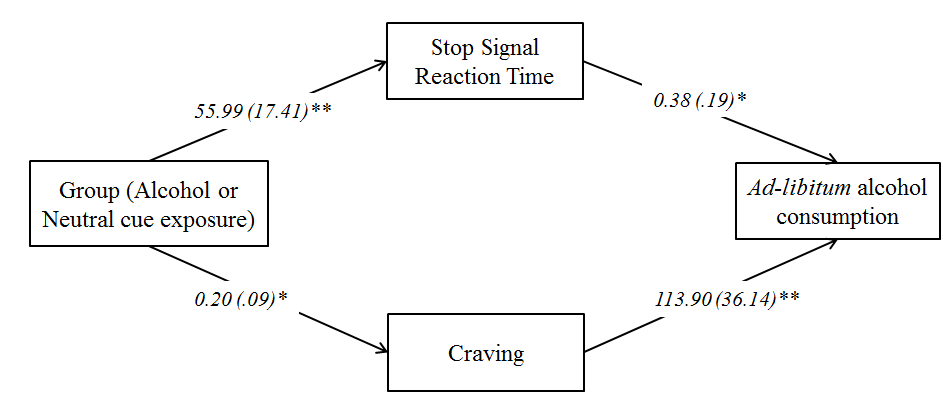 Stop Signal
Reaction Time
55.99 (17.41)**
0.38 (.19)*
Group (Alcohol or
Neutral cue exposure)
Ad-libitum alcohol
consumption
0.20 (.09)*
113.90 (36.14)**
Craving